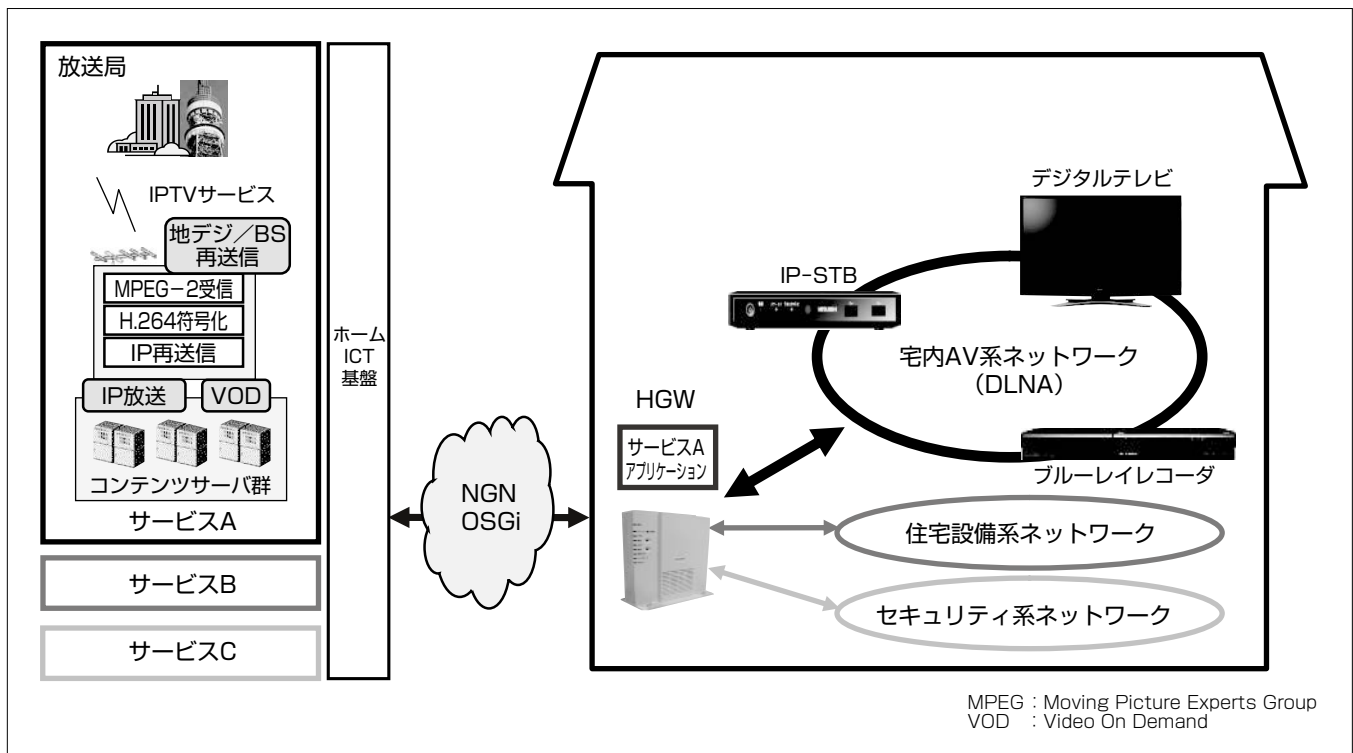 放送局
IPTVサービス
地デジ／BS
再送信
MPEG－2受信
H.264符号化
IP再送信
IP放送
VOD
コンテンツサーバ群
サービスA
サービスB
サービスC
ホーム
ICT
基盤
NGN
OSGi
HGW
サービスA
アプリケーション
IP-STB
デジタルテレビ
宅内AV系ネットワーク
（DLNA）
ブルーレイレコーダ
住宅設備系ネットワーク
セキュリティ系ネットワーク
MPEG：Moving Picture Experts Group
VOD ：Video On Demand